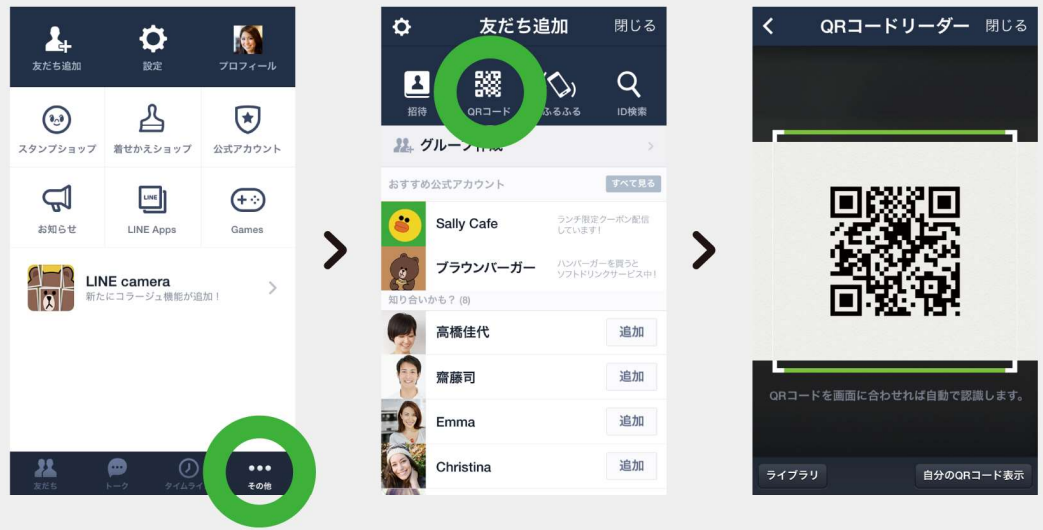 友だち追加
設定
プロフィール
スタンプショップ
着せかえショップ
公式アカウント
お知らせ
LINE
LINE Apps
Games
LINE camera
新たにコラージュ機能が追加!
友だち
トーク
タイムライ
その他
友だち追加
閉じる
招待
QRコード
ふるふる
ID検索
グループ作成
おすすめ公式アカウント
すべて見る
Sally Cafe
ランチ限定クーポン配信
しています!
ブラウンバーガー
ハンバーガーを買うと
ソフトドリンクサービス中!
知り合いかも? (8)
高橋佳代
追加
齋藤司
追加
Emma
追加
Christina
追加
QRコードリーダー
閉じる
QRコードを画面に合わせれば自動で認識します。
ライブラリ
自分のQRコード表示